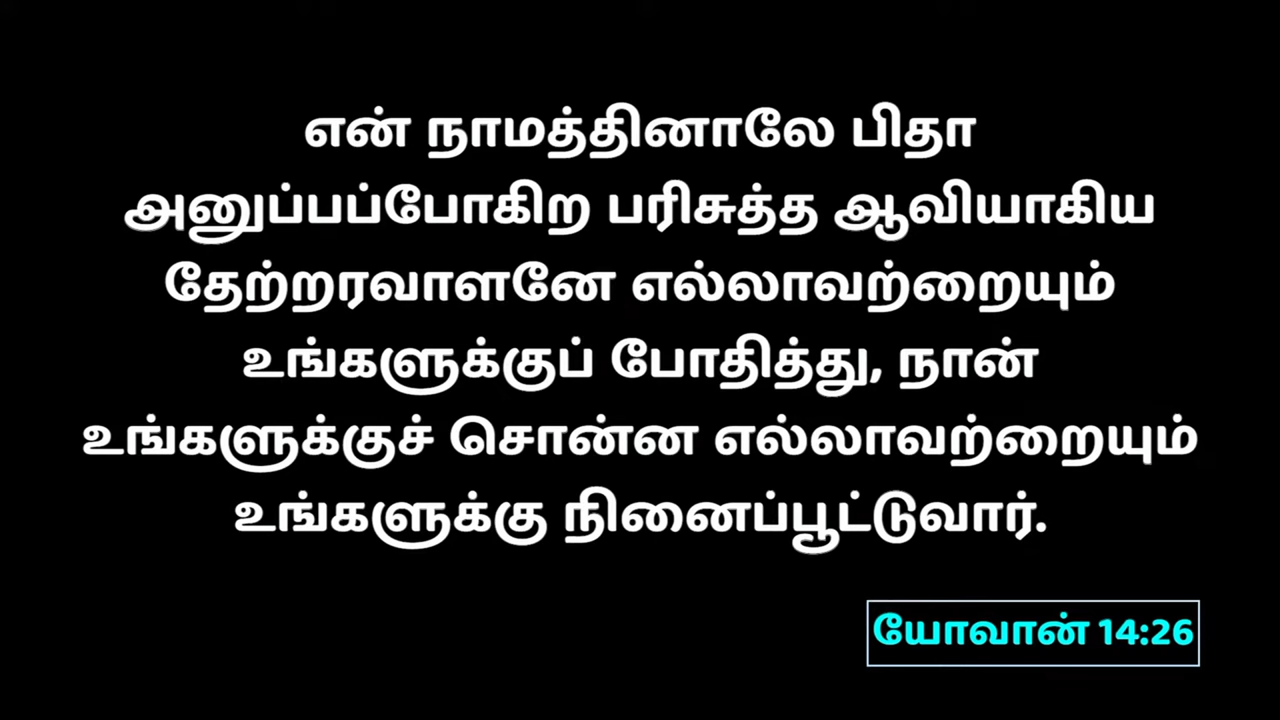 என் நாமத்தினாலே பிதா
அனுப்பப்போகிற பரிசுத்த ஆவியாகிய
தேற்றரவாளனே எல்லாவற்றையும்
உங்களுக்குப் போதித்து, நான்
உங்களுக்குச் சொன்ன எல்லாவற்றையும்
உங்களுக்கு நினைப்பூட்டுவார்.
யோவான் 14:26